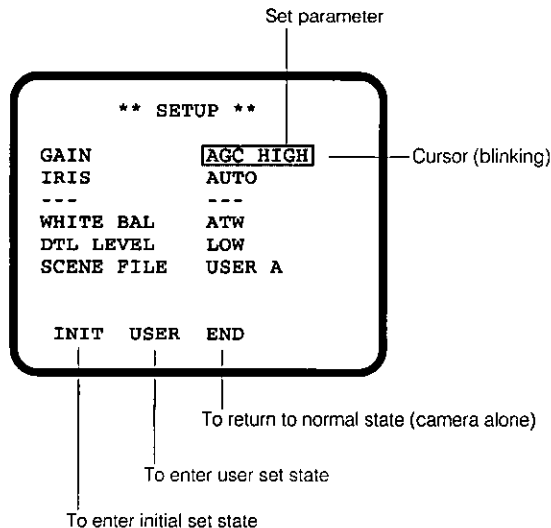 Set parameter
** SETUP **
GAIN AGC HIGH
Cursor (blinking)
IRIS AUTO
--- ---
WHITE BAL ATW
DTL LEVEL LOW
SCENE FILE USER A
INIT USER END
To return to normal state (camera alone)
To enter user set state
To enter initial set state